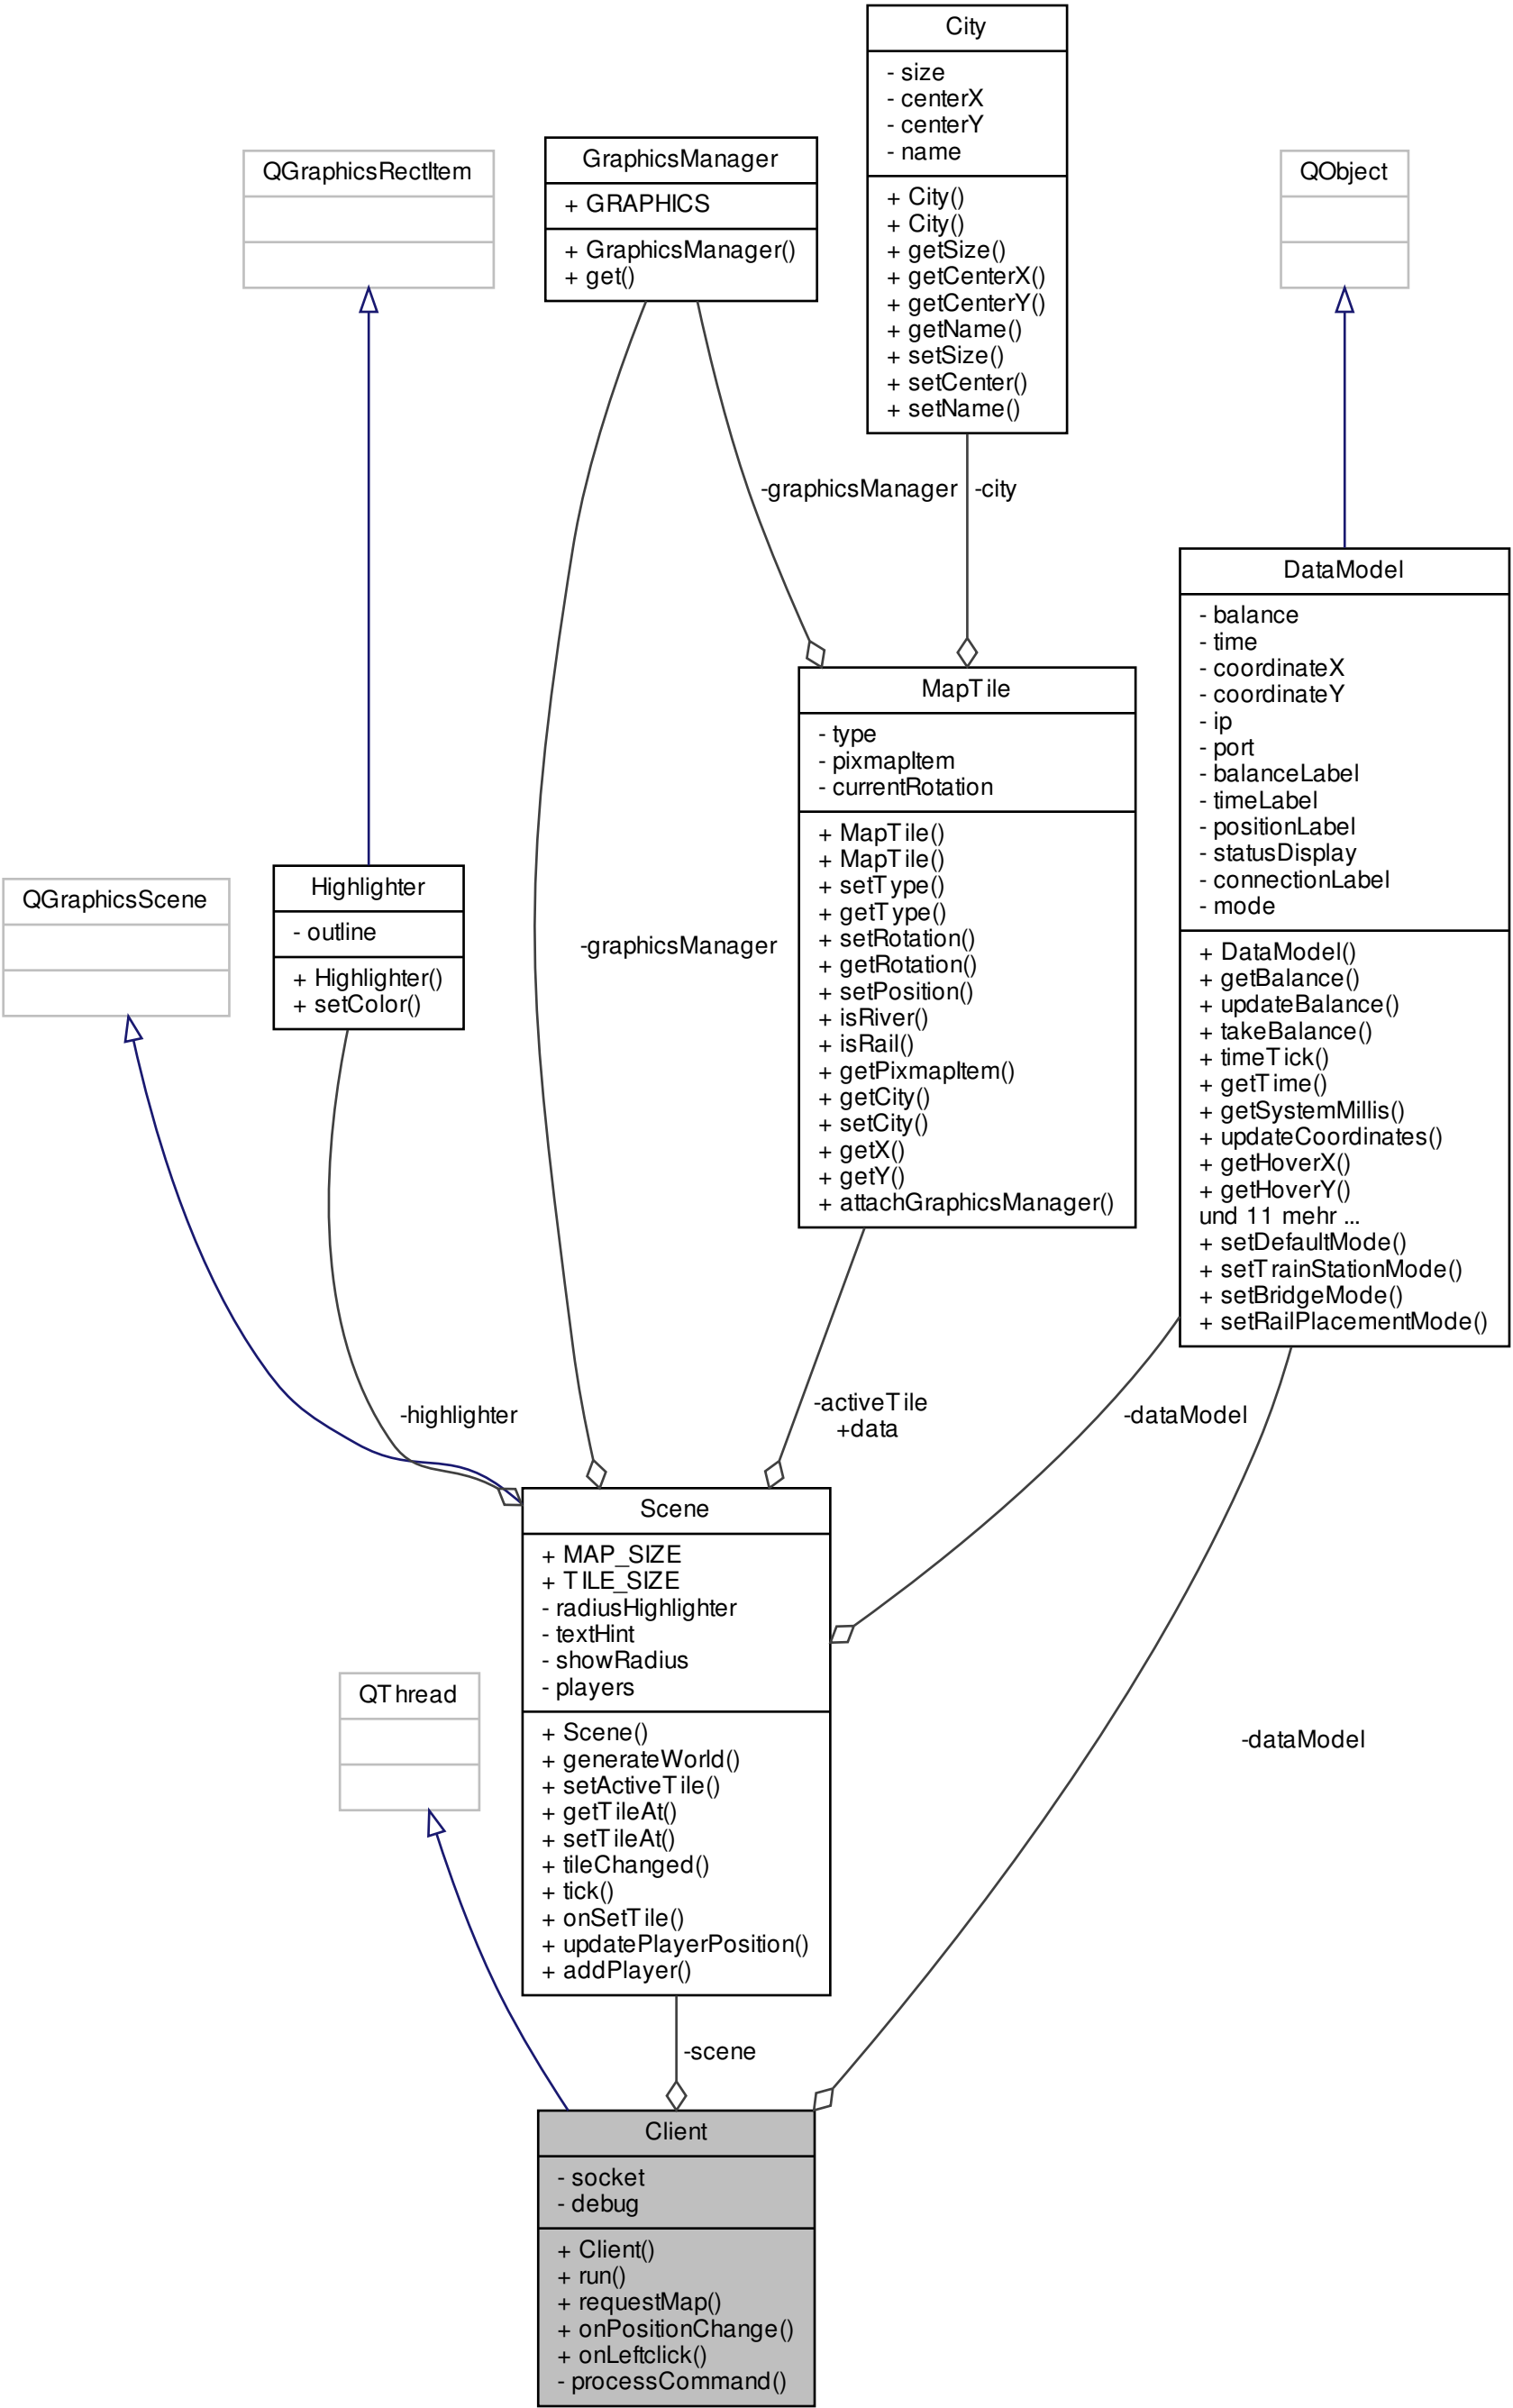 City
- size
- centerX
- centerY
- name
+ City()
+ City()
+ getSize()
+ getCenterX()
+ getCenterY()
+ getName()
+ setSize()
+ setCenter()
+ setName()
GraphicsManager
+ GRAPHICS
+ GraphicsManager()
+ get()
QGraphicsRectItem
QObject
-graphicsManager
-city
DataModel
- balance
- time
- coordinateX
- coordinateY
- ip
- port
- balanceLabel
- timeLabel
- positionLabel
- statusDisplay
- connectionLabel
- mode
+ DataModel()
+ getBalance()
+ updateBalance()
+ takeBalance()
+ timeTick()
+ getTime()
+ getSystemMillis()
+ updateCoordinates()
+ getHoverX()
+ getHoverY()
und 11 mehr ...
+ setDefaultMode()
+ setTrainStationMode()
+ setBridgeMode()
+ setRailPlacementMode()
MapTile
- type
- pixmapItem
- currentRotation
+ MapTile()
+ MapTile()
+ setType()
+ getType()
+ setRotation()
+ getRotation()
+ setPosition()
+ isRiver()
+ isRail()
+ getPixmapItem()
+ getCity()
+ setCity()
+ getX()
+ getY()
+ attachGraphicsManager()
Highlighter
- outline
+ Highlighter()
+ setColor()
QGraphicsScene
-graphicsManager
-highlighter
-activeTile
+data
-dataModel
Scene
+ MAP_SIZE
+ TILE_SIZE
- radiusHighlighter
- textHint
- showRadius
- players
+ Scene()
+ generateWorld()
+ setActiveTile()
+ getTileAt()
+ setTileAt()
+ tileChanged()
+ tick()
+ onSetTile()
+ updatePlayerPosition()
+ addPlayer()
QThread
-dataModel
-scene
Client
- socket
- debug
+ Client()
+ run()
+ requestMap()
+ onPositionChange()
+ onLeftclick()
- processCommand()